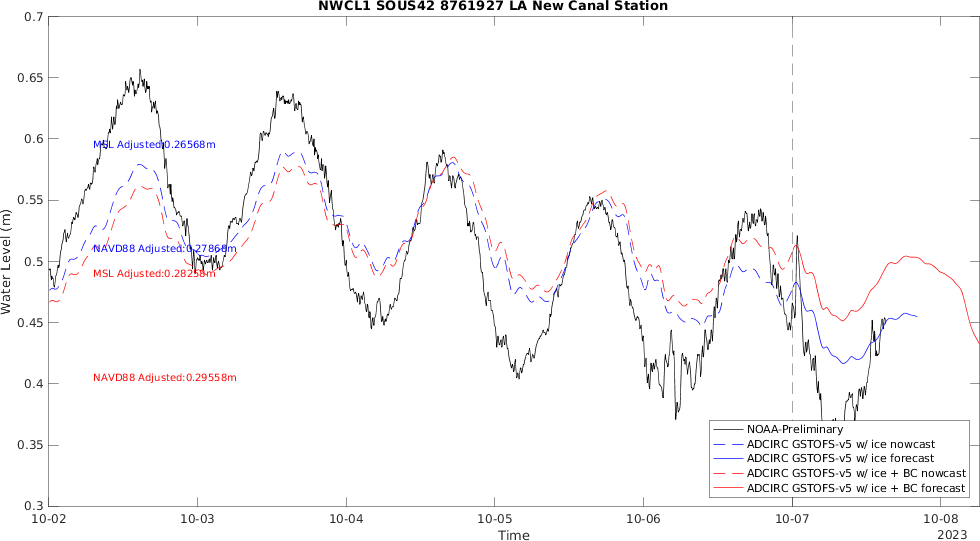 NWCL1 SOUS42 8761927 LA New Canal Station
0.7
0.65
0.6
0.55
0.5
0.45
0.4
0.35
0.3
Water Level (m)
MSL Adjusted:0.26568m
NAVD88 Adjusted:0.27868m
MSL Adjusted:0.28258m
NAVD88 Adjusted:0.29558m
NOAA-Preliminary
ADCIRC GSTOFS-v5 w/ ice nowcast
ADCIRC GSTOFS-v5 w/ ice forecast
ADCIRC GSTOFS-v5 w/ ice + BC nowcast
ADCIRC GSTOFS-v5 w/ ice + BC forecast
10-02 10-03 10-04 10-05 10-06 10-07 10-08
Time
2023